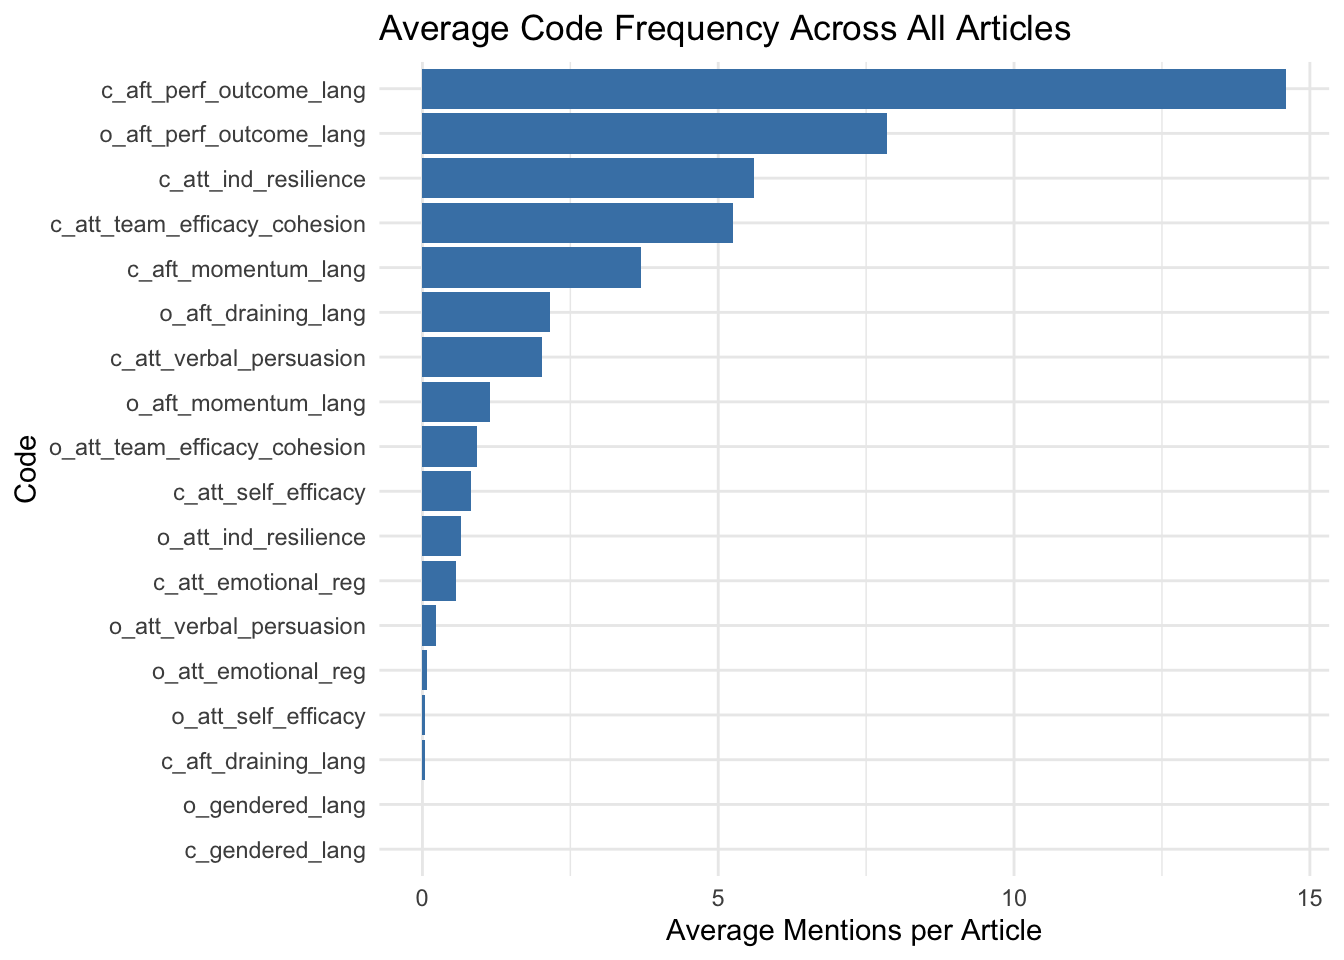 Average Code Frequency Across All Articles
c_aft_perf_outcome_lang
o_aft_perf_outcome_lang
c_att_ind_resilience
c_att_team_efficacy_cohesion
c_aft_momentum_lang
o_aft_draining_lang
c_att_verbal_persuasion
o_aft_momentum_lang
o_att_team_efficacy_cohesion
c_att_self_efficacy
o_att_ind_resilience
c_att_emotional_reg
o_att_verbal_persuasion
o_att_emotional_reg
o_att_self_efficacy
c_aft_draining_lang
o_gendered_lang
c_gendered_lang
Code
0 5 10 15
Average Mentions per Article